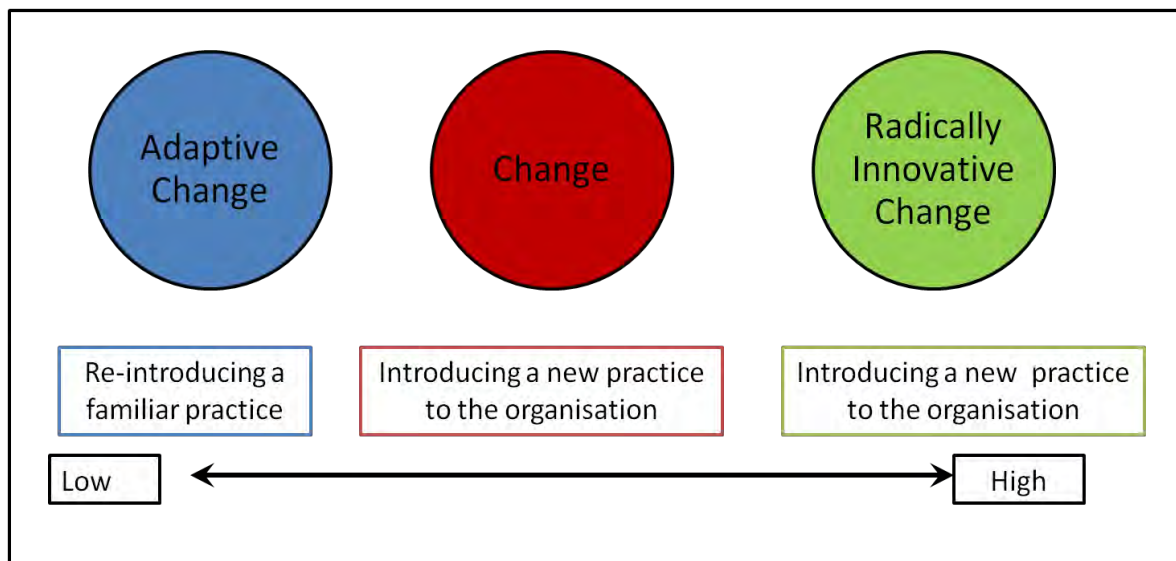 Adaptive
Change
Change
Radically
Innovative
Change
Re-introducing a
familiar practice
Introducing a new practice
to the organisation
Introducing a new practice
to the organisation
Low
High